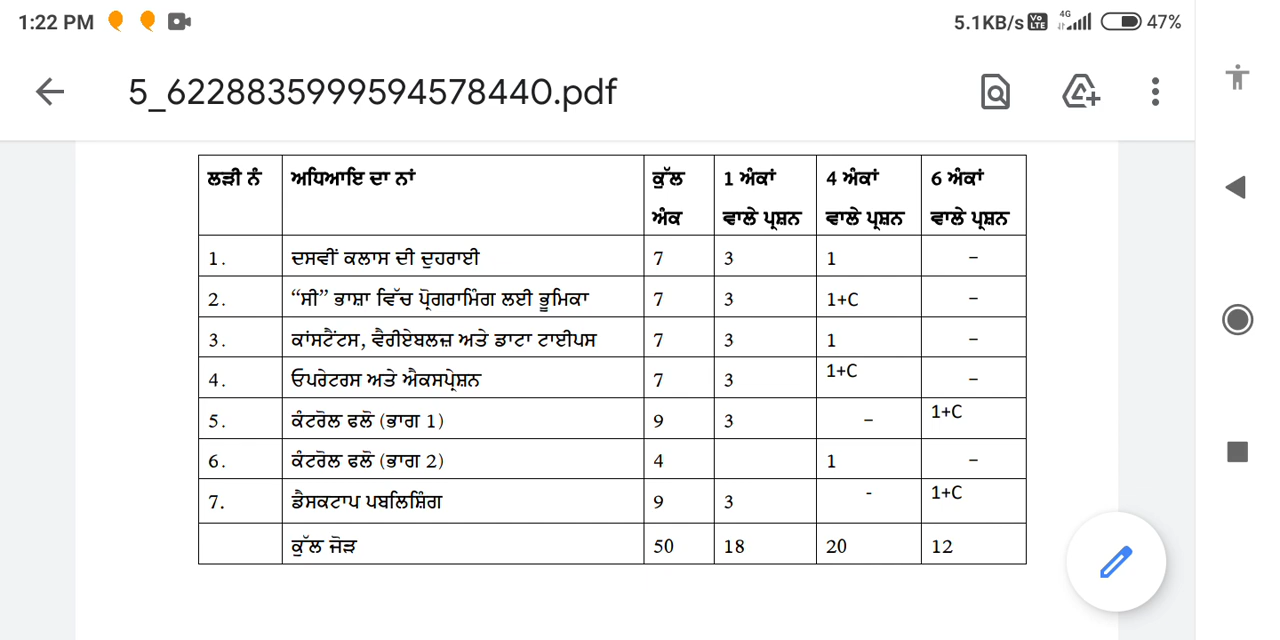 1:22 PM 5.1KB/s Vo LTE 4G 47%
5_6228835999594578440.pdf
ਲੜੀ ਨੰ ਅਧਿਆਇ ਦਾ ਨਾਂ ਕੁੱਲ ਅੰਕ 1 ਅੰਕਾਂ ਵਾਲੇ ਪ੍ਰਸ਼ਨ 4 ਅੰਕਾਂ ਵਾਲੇ ਪ੍ਰਸ਼ਨ 6 ਅੰਕਾਂ ਵਾਲੇ ਪ੍ਰਸ਼ਨ
1. ਦਸਵੀਂ ਕਲਾਸ ਦੀ ਦੁਹਰਾਈ 7 3 1 –
2. “ਸੀ” ਭਾਸ਼ਾ ਵਿੱਚ ਪ੍ਰੋਗਰਾਮਿੰਗ ਲਈ ਭੂਮਿਕਾ 7 3 1+C –
3. ਕਾਂਸਟੈਂਟਸ, ਵੈਰੀਏਬਲਜ਼ ਅਤੇ ਡਾਟਾ ਟਾਈਪਸ 7 3 1 –
4. ਓਪਰੇਟਰਸ ਅਤੇ ਐਕਸਪ੍ਰੇਸ਼ਨ 7 3 1+C –
5. ਕੰਟਰੋਲ ਫਲੋ (ਭਾਗ 1) 9 3 – 1+C
6. ਕੰਟਰੋਲ ਫਲੋ (ਭਾਗ 2) 4 1 –
7. ਡੈਸਕਟਾਪ ਪਬਲਿਸ਼ਿੰਗ 9 3 - 1+C
ਕੁੱਲ ਜੋੜ 50 18 20 12